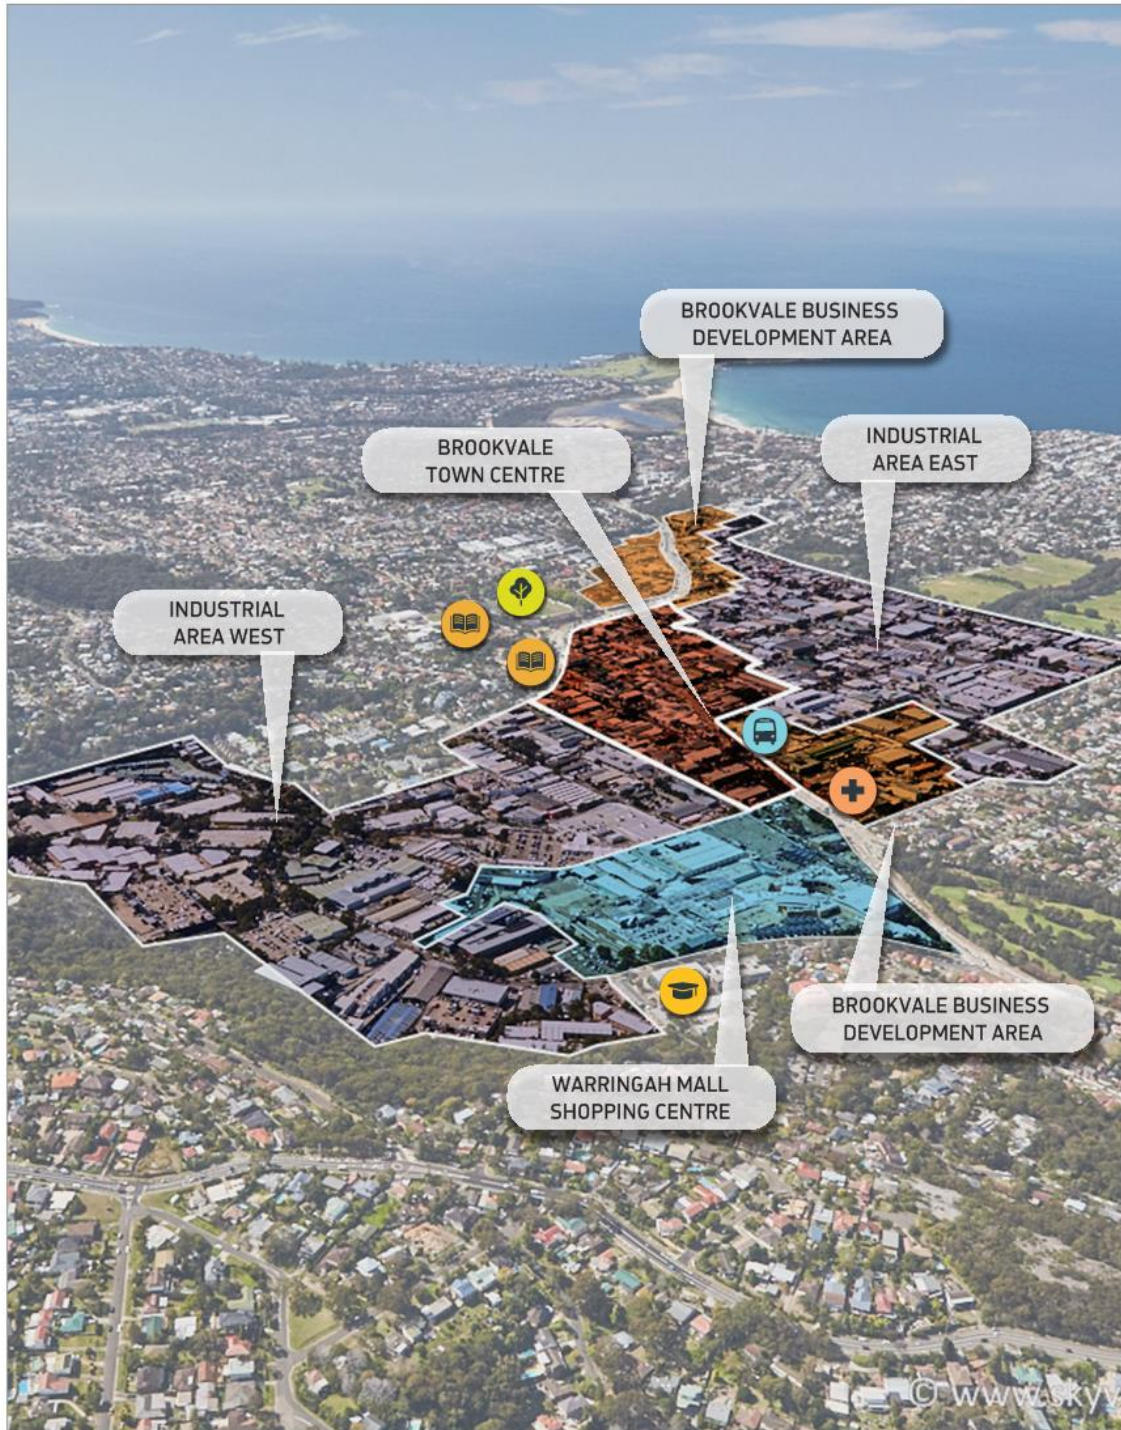 BROOKVALE BUSINESS
DEVELOPMENT AREA
BROOKVALE
TOWN CENTRE
INDUSTRIAL
AREA EAST
INDUSTRIAL
AREA WEST
BROOKVALE BUSINESS
DEVELOPMENT AREA
WARRINGAH MALL
SHOPPING CENTRE
© www.skyv